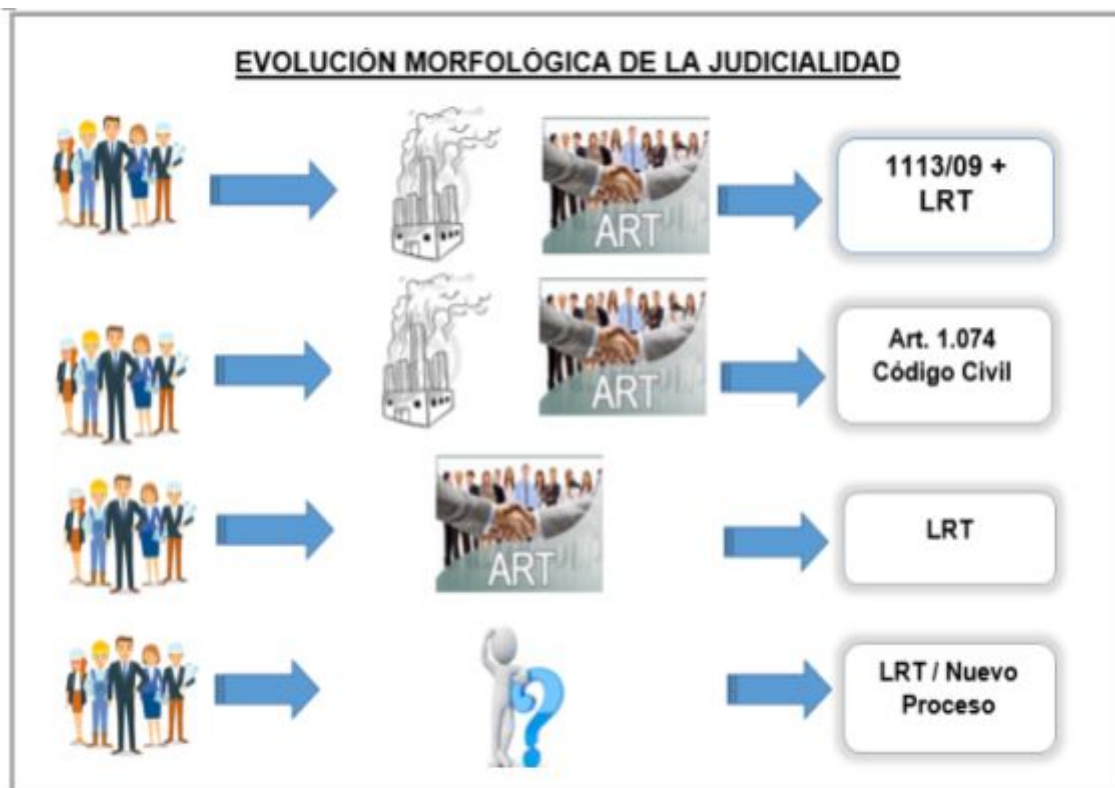 EVOLUCIÓN MORFOLÓGICA DE LA JUDICIALIDAD
ART
1113/09 +
LRT
ART
Art. 1.074
Código Civil
ART
LRT
LRT / Nuevo
Proceso